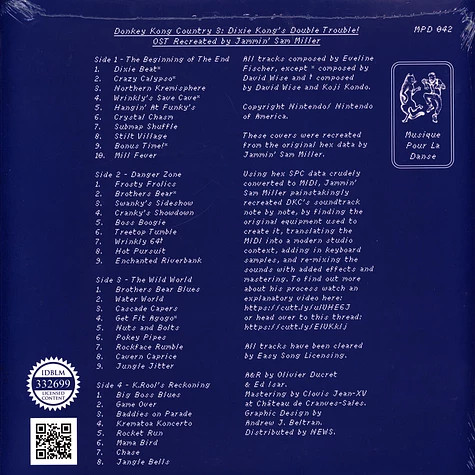 Donkey Kong Country 3: Dixie Kong's Double Trouble!
OST Recreated by Jammin' Sam Miller
MPD 042
Side 1 - The Beginning of The End
1. Dixie Beat*
2. Crazy Calypso*
3. Northern Kremisphere
4. Wrinkly's Save Cave*
5. Hangin' At Funky's
6. Crystal Chasm
7. Submap Shuffle
8. Stilt Village
9. Bonus Time!*
10. Mill Fever
Side 2 - Danger Zone
1. Frosty Frolics
2. Brothers Bear*
3. Swanky's Sideshow
4. Cranky's Showdown
5. Boss Boogie
6. Treetop Tumble
7. Wrinkly 64†
8. Hot Pursuit
9. Enchanted Riverbank
Side 3 - The Wild World
1. Brothers Bear Blues
2. Water World
3. Cascade Capers
4. Get Fit Agogo*
5. Nuts and Bolts
6. Pokey Pipes
7. Rockface Rumble
8. Cavern Caprice
9. Jungle Jitter
Side 4 - K.Rool's Reckoning
1. Big Boss Blues
2. Game Over
3. Baddies on Parade
4. Krematoa Koncerto
5. Rocket Run
6. Mama Bird
7. Chase
8. Jangle Bells
All tracks composed by Eveline
Fischer, except * composed by
David Wise and † composed
by David Wise and Koji Kondo.
Copyright Nintendo/ Nintendo
of America.
These covers were recreated
from the original hex data by
Jammin' Sam Miller.
Using hex SPC data crudely
converted to MIDI, Jammin'
Sam Miller painstakingly
recreated DKC's soundtrack
note by note, by finding the
original equipment used to
create it, translating the
MIDI into a modern studio
context, adding in keyboard
samples, and re-mixing the
sounds with added effects and
mastering. To find out more
about his process watch an
explanatory video here:
or head over to this thread:
All tracks have been cleared
by Easy Song Licensing.
A&R by Olivier Ducret
& Ed Isar.
Mastering by Clovis Jean-XV
at Château de Cranves-Sales.
Graphic Design by
Andrew J. Beltran.
Distributed by NEWS.
Musique
Pour La
Danse
IDBLM
332699
LICENSED
CONTENT